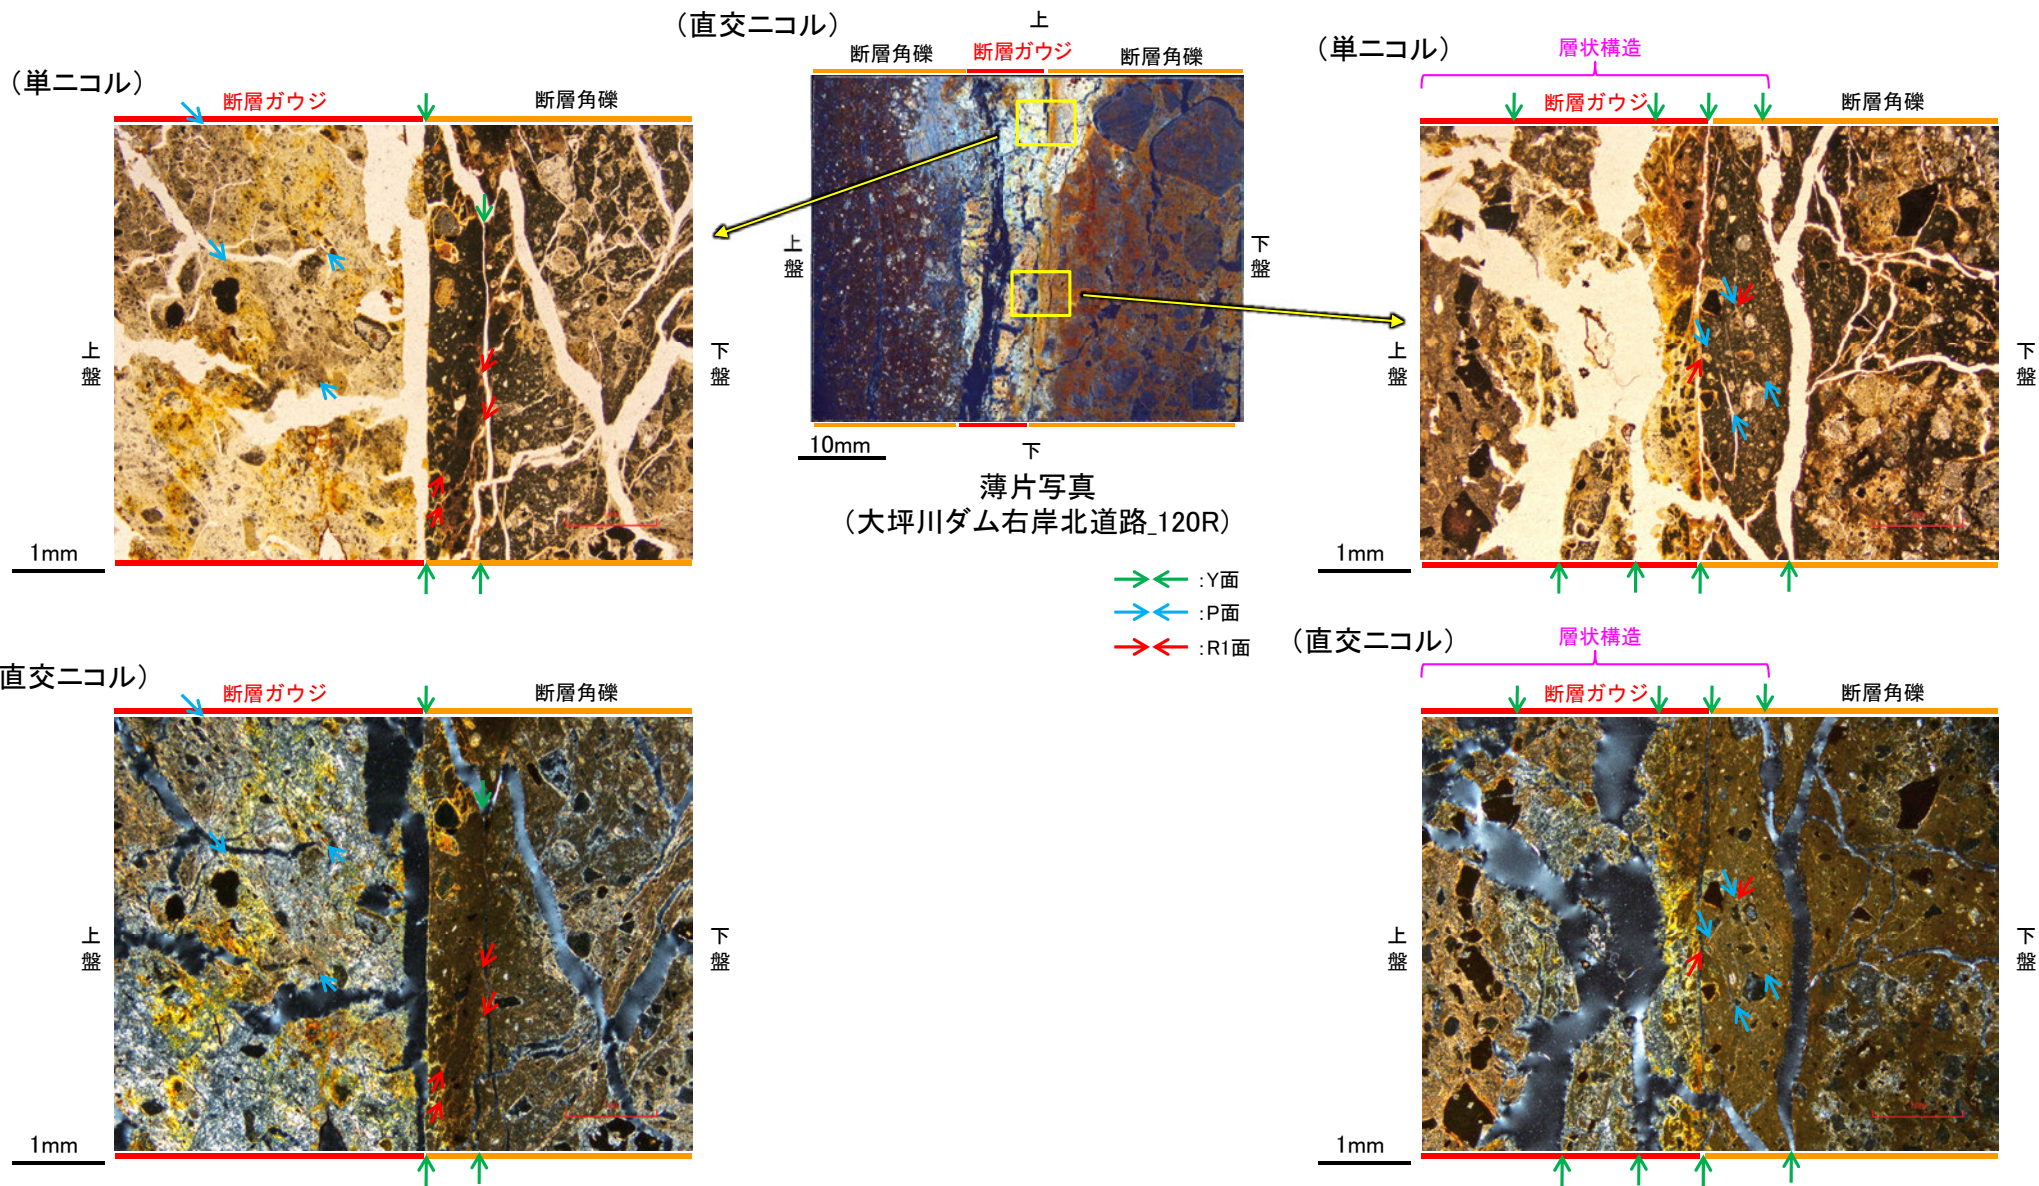 （直交ニコル）
上
断層角礫 断層ガウジ 断層角礫
上
盤
下
盤
10mm
下
薄片写真
（大坪川ダム右岸北道路_120R）
:Y面
:P面
:R1面
（単ニコル）
断層ガウジ 断層角礫
上
盤
下
盤
1mm
（単ニコル）
層状構造
断層ガウジ 断層角礫
上
盤
下
盤
1mm
直交ニコル）
断層ガウジ 断層角礫
上
盤
下
盤
1mm
（直交ニコル）
層状構造
断層ガウジ 断層角礫
上
盤
下
盤
1mm